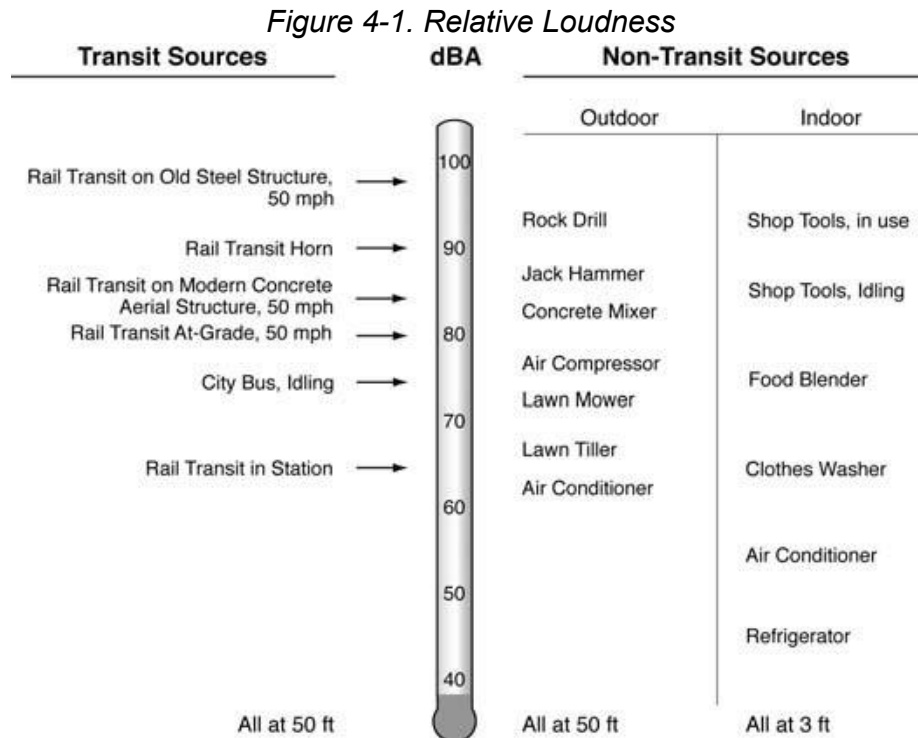 Figure 4-1. Relative Loudness
Transit Sources
dBA
Non-Transit Sources
Outdoor
Indoor
100
Rail Transit on Old Steel Structure,
50 mph
Rock Drill
Shop Tools, in use
Rail Transit Horn
90
Jack Hammer
Rail Transit on Modern Concrete
Aerial Structure, 50 mph
Shop Tools, Idling
Concrete Mixer
Rail Transit At-Grade, 50 mph
80
Air Compressor
City Bus, Idling
Food Blender
Lawn Mower
70
Lawn Tiller
Rail Transit in Station
Clothes Washer
Air Conditioner
60
Air Conditioner
50
Refrigerator
40
All at 50 ft
All at 50 ft
All at 3 ft